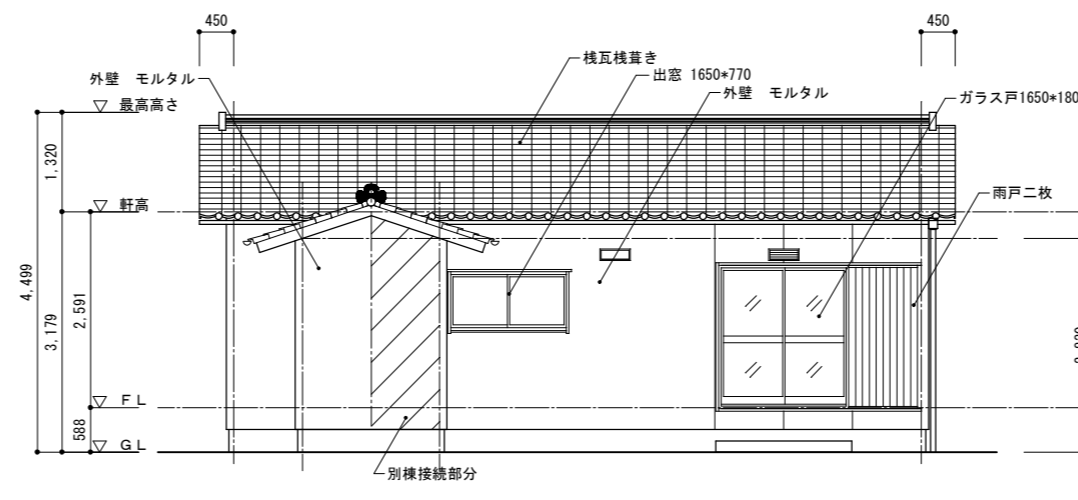 450
450
桟瓦桟葺き
出窓 1650*770
外壁 モルタル
外壁 モルタル
ガラス戸1650*180
最高高さ
1,320
雨戸二枚
軒高
4,499
3,179
2,591
FL
588
GL
別棟接続部分